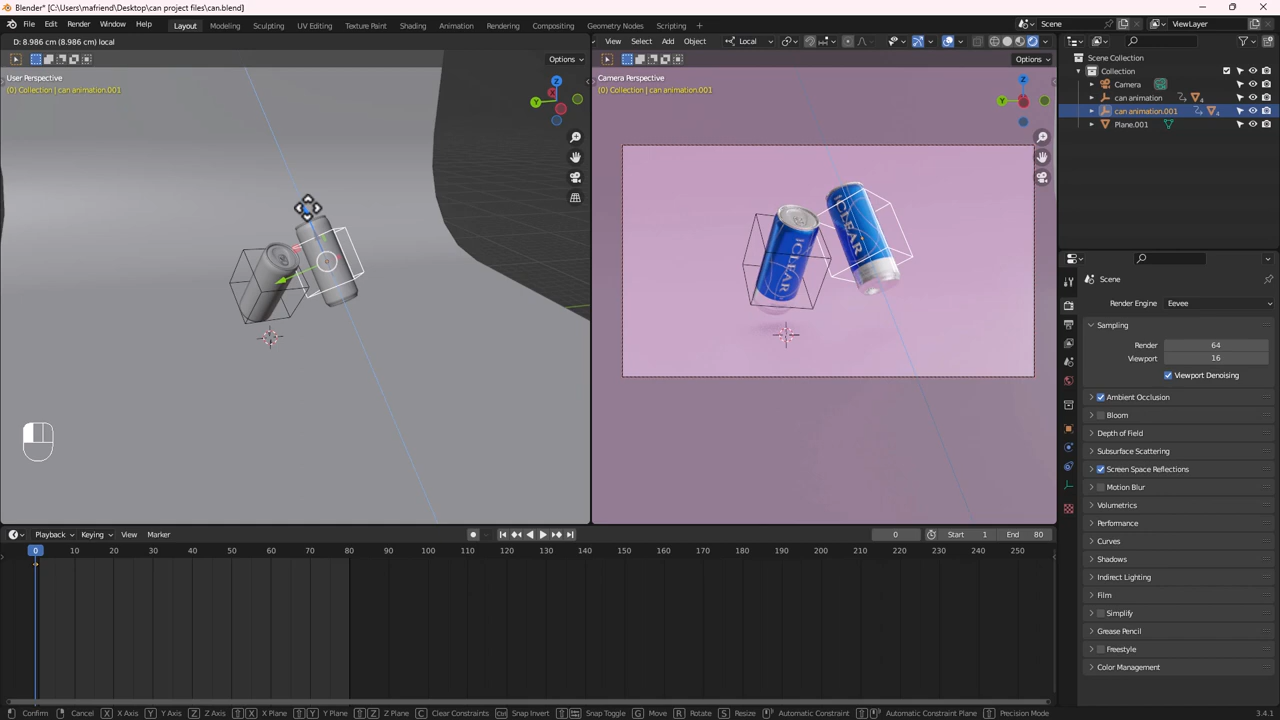 Blender* [C:\Users\mafriend\Desktop\can project files\can.blend]
File Edit Render Window Help Layout Modeling Sculpting UV Editing Texture Paint Shading Animation Rendering Compositing Geometry Nodes Scripting Scene ViewLayer
D: 8.986 cm (8.986 cm) local
View Select Add Object Local
Options
Options
User Perspective
(0) Collection | can animation.001
Camera Perspective
(0) Collection | can animation.001
Z
Y
Z
Y
Scene Collection
Collection
Camera
can animation 4
can animation.001 4
Plane.001
CLEAR
CLEAR
Scene
Render Engine Eevee
Sampling
Render 64
Viewport 16
Viewport Denoising
Ambient Occlusion
Bloom
Depth of Field
Subsurface Scattering
Screen Space Reflections
Motion Blur
Volumetrics
Performance
Curves
Shadows
Indirect Lighting
Film
Simplify
Grease Pencil
Freestyle
Color Management
Playback Keying View Marker 0 Start 1 End 80
0 10 20 30 40 50 60 70 80 90 100 110 120 130 140 150 160 170 180 190 200 210 220 230 240 250
Confirm Cancel X X Axis Y Y Axis Z Z Axis X X Plane Y Y Plane Z Z Plane C Clear Constraints Snap Invert Snap Toggle G Move R Rotate S Resize Automatic Constraint Automatic Constraint Plane Precision Mode 3.4.1